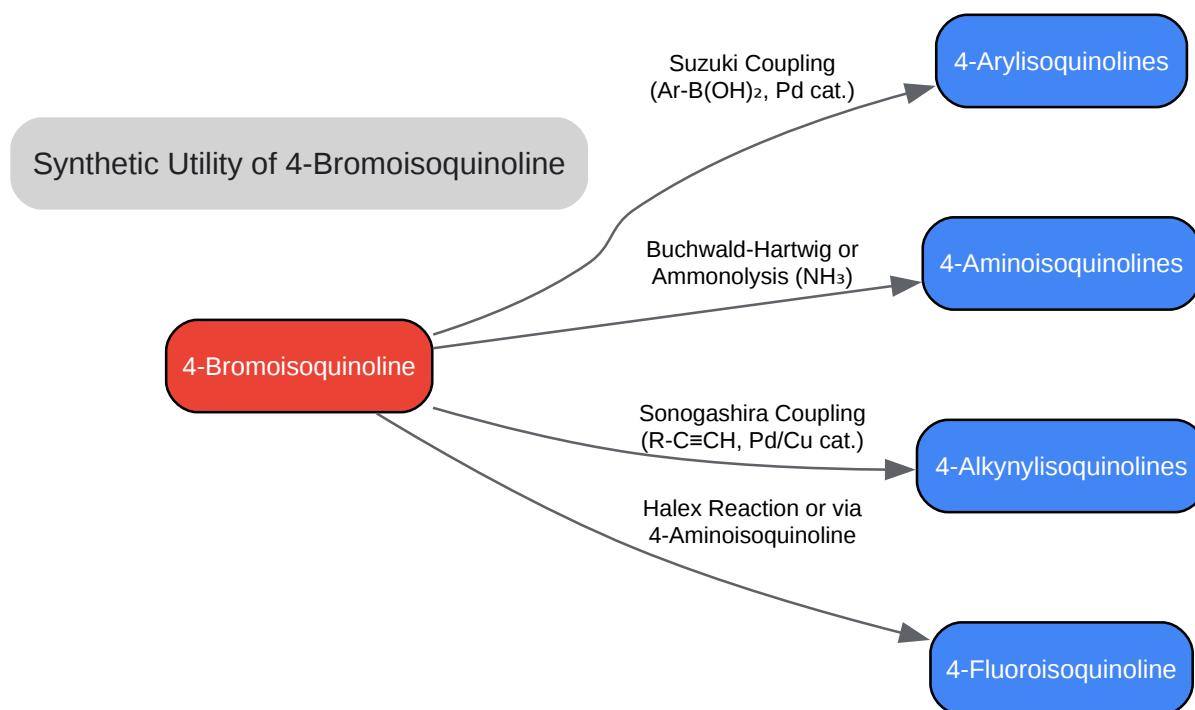 Synthetic Utility of 4-Bromoisoquinoline
4-Bromoisoquinoline
Suzuki Coupling
(Ar-B(OH)₂, Pd cat.)
4-Arylisoquinolines
Buchwald-Hartwig or
Ammonolysis (NH₃)
4-Aminoisoquinolines
Sonogashira Coupling
(R-C≡CH, Pd/Cu cat.)
4-Alkynylisoquinolines
Halex Reaction or via
4-Aminoisoquinoline
4-Fluoroisoquinoline